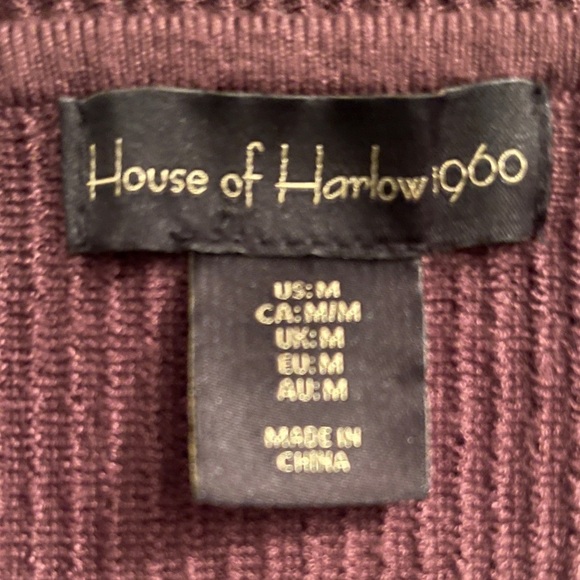 House of Harlow 1960
US:M
CA:M/M
UK:M
EU:M
AU:M
MADE IN
CHINA